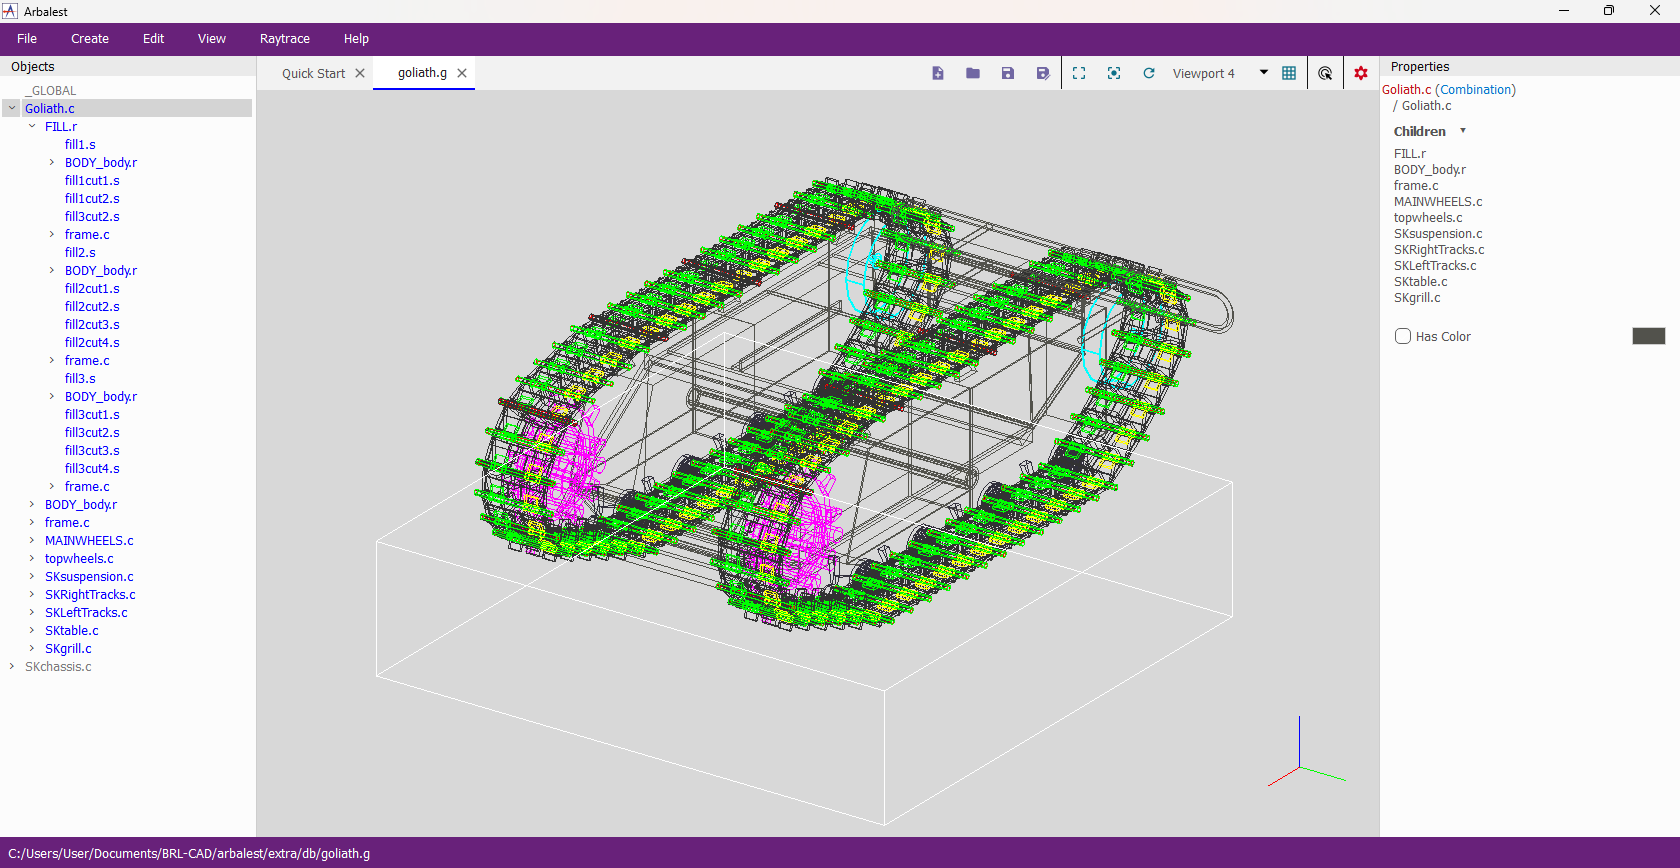 Arbalest
File Create Edit View Raytrace Help
Objects
_GLOBAL
Goliath.c
FILL.r
fill1.s
BODY_body.r
fill1cut1.s
fill1cut2.s
fill3cut2.s
frame.c
fill2.s
BODY_body.r
fill2cut1.s
fill2cut2.s
fill2cut3.s
fill2cut4.s
frame.c
fill3.s
BODY_body.r
fill3cut1.s
fill3cut2.s
fill3cut3.s
fill3cut4.s
frame.c
BODY_body.r
frame.c
MAINWHEELS.c
topwheels.c
SKsuspension.c
SKRightTracks.c
SKLeftTracks.c
SKtable.c
SKgrill.c
SKchassis.c
Quick Start goliath.g Viewport 4
Properties
Goliath.c (Combination)
/ Goliath.c
Children
FILL.r
BODY_body.r
frame.c
MAINWHEELS.c
topwheels.c
SKsuspension.c
SKRightTracks.c
SKLeftTracks.c
SKtable.c
SKgrill.c
Has Color
C:/Users/User/Documents/BRL-CAD/arbalest/extra/db/goliath.g